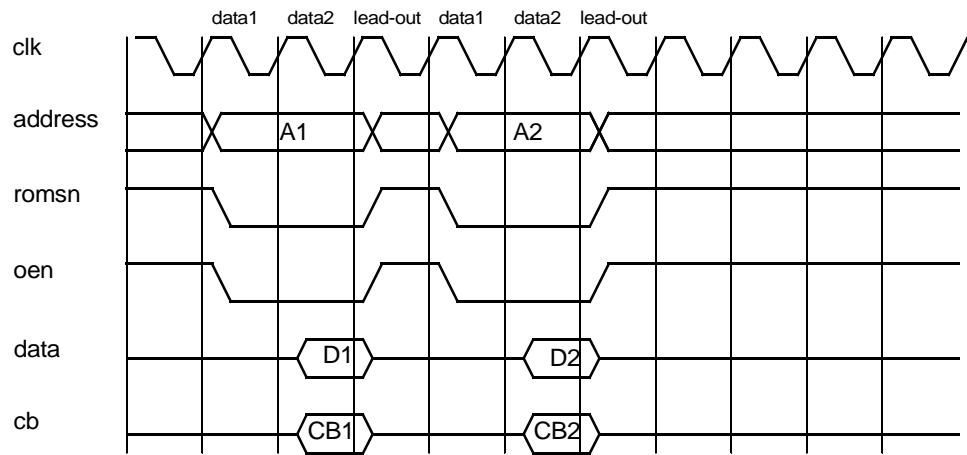 data1 data2 lead-out data1 data2 lead-out
clk
address A1 A2
romsn
oen
data D1 D2
cb CB1 CB2